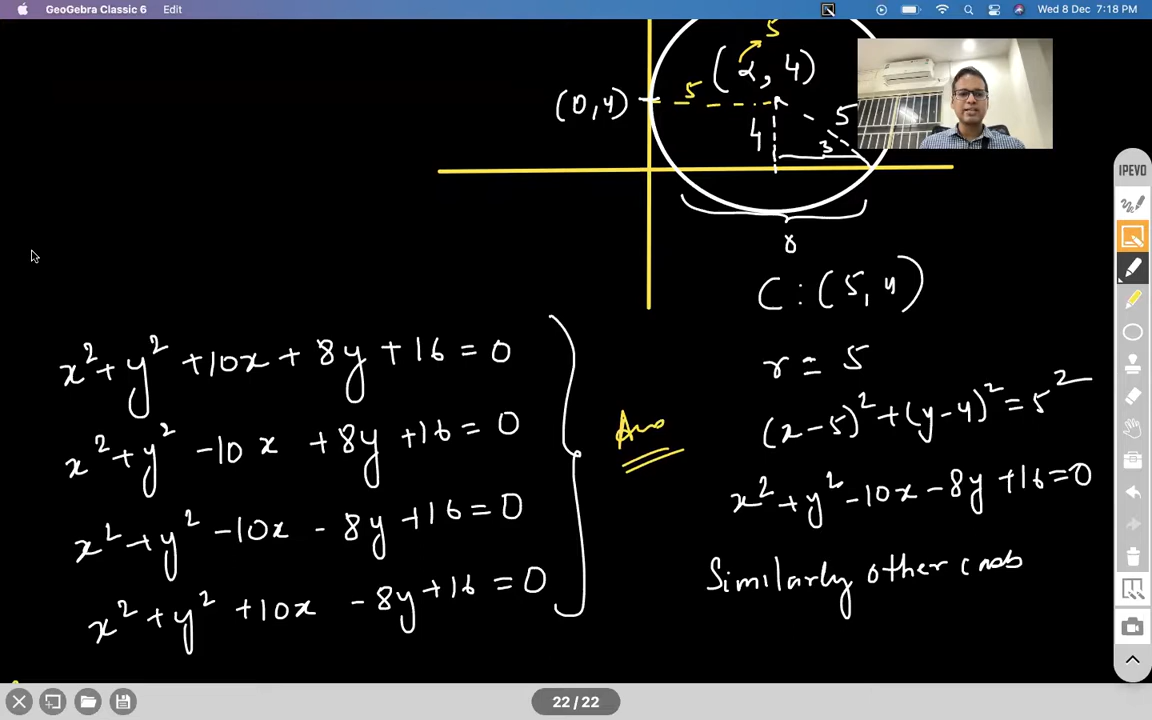 GeoGebra Classic 6 Edit Wed 8 Dec 7:18 PM
5
(2, 4)
(0,4) 5 5
4 3
8
C : (5, 4)
x² + y² + 10x + 8y + 16 = 0
r = 5
x² + y² - 10x + 8y + 16 = 0
Ans
(x - 5)² + (y - 4)² = 5²
x² + y² - 10x - 8y + 16 = 0
x² + y² - 10x - 8y + 16 = 0
Similarly other
x² + y² + 10x - 8y + 16 = 0
IPEVO
22 / 22